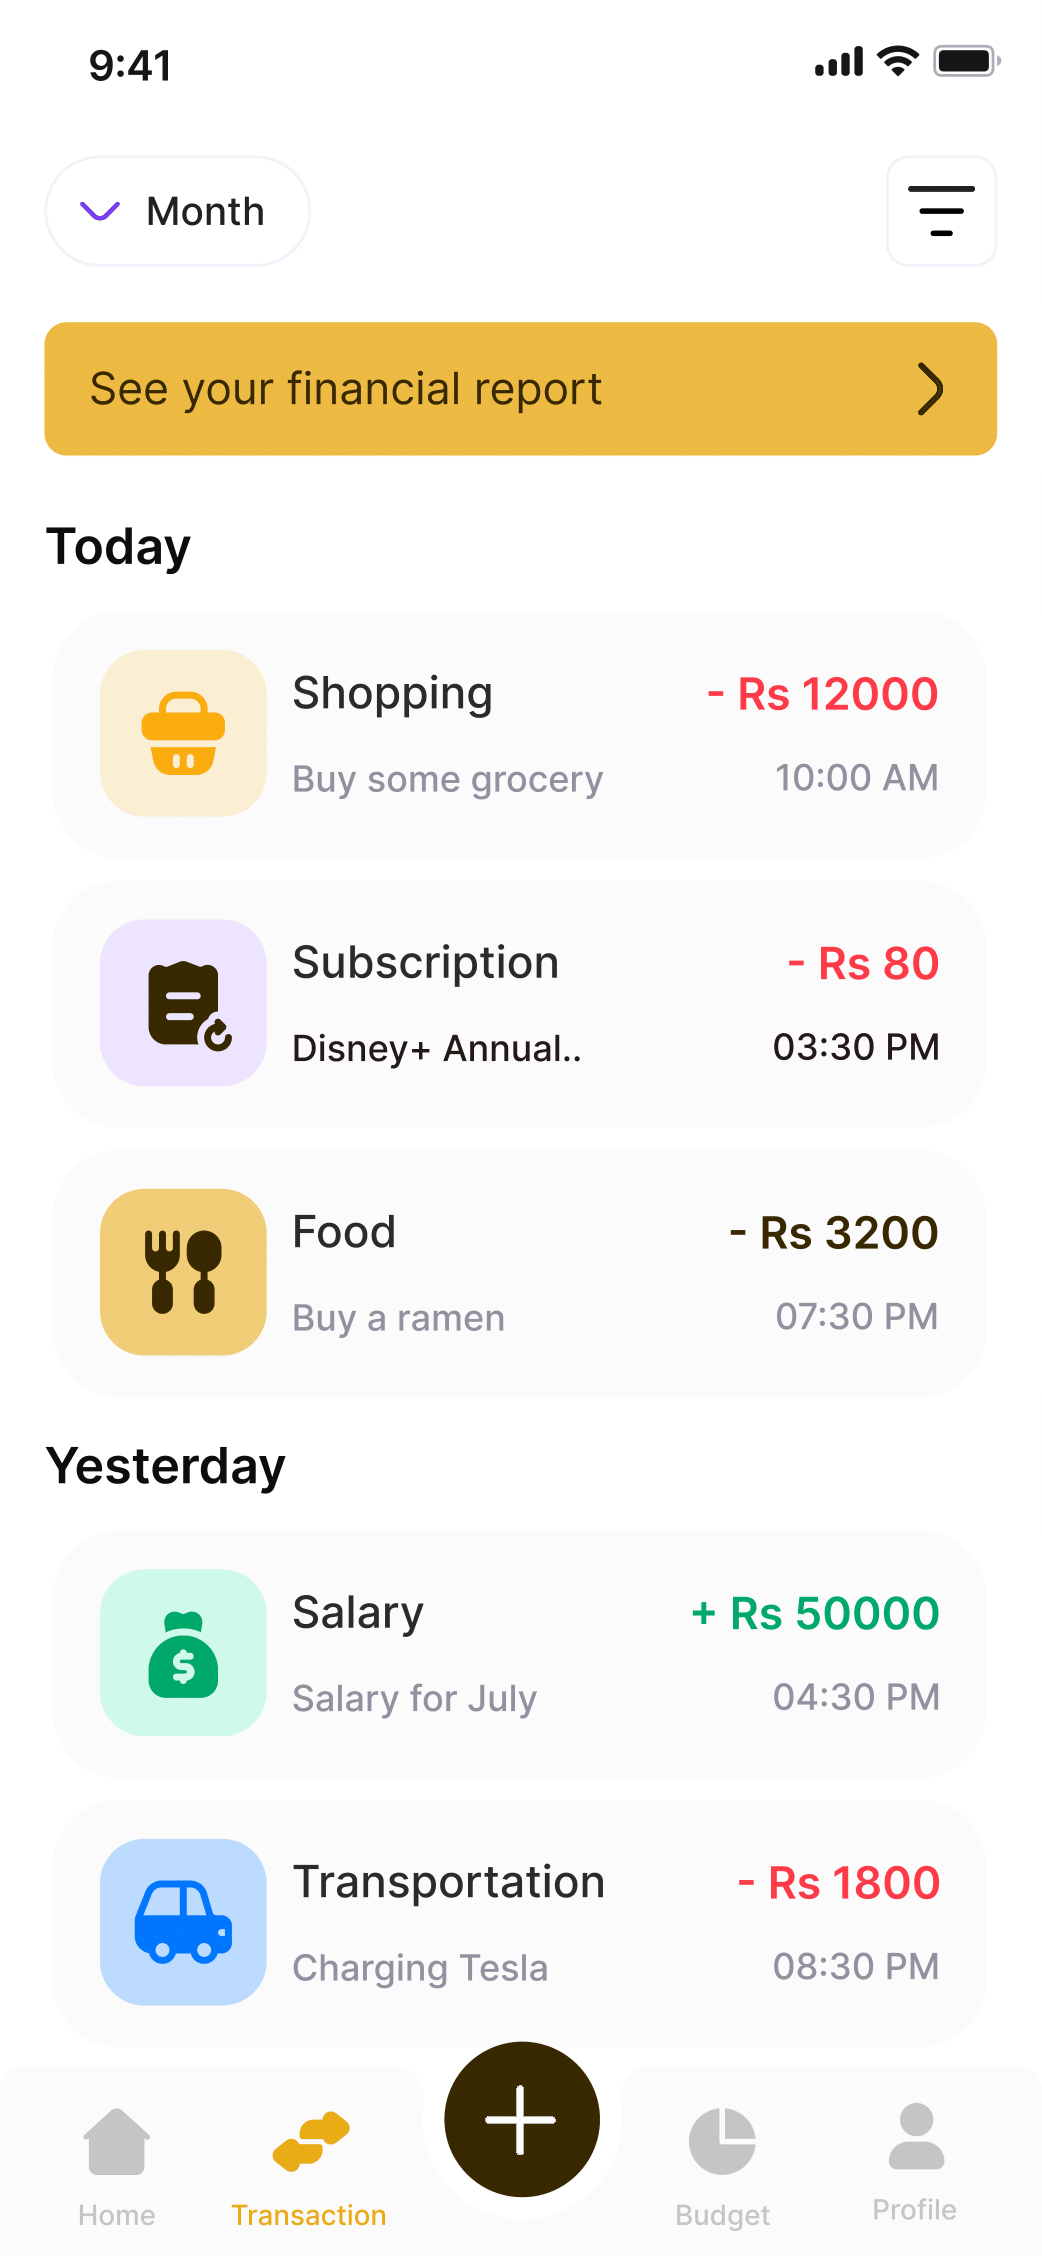 9:41
Month
See your financial report
Today
Shopping
- Rs 12000
Buy some grocery
10:00 AM
Subscription
- Rs 80
Disney+ Annual..
03:30 PM
Food
- Rs 3200
Buy a ramen
07:30 PM
Yesterday
Salary
+ Rs 50000
$
Salary for July
04:30 PM
Transportation
- Rs 1800
Charging Tesla
08:30 PM
Home
Transaction
Budget
Profile